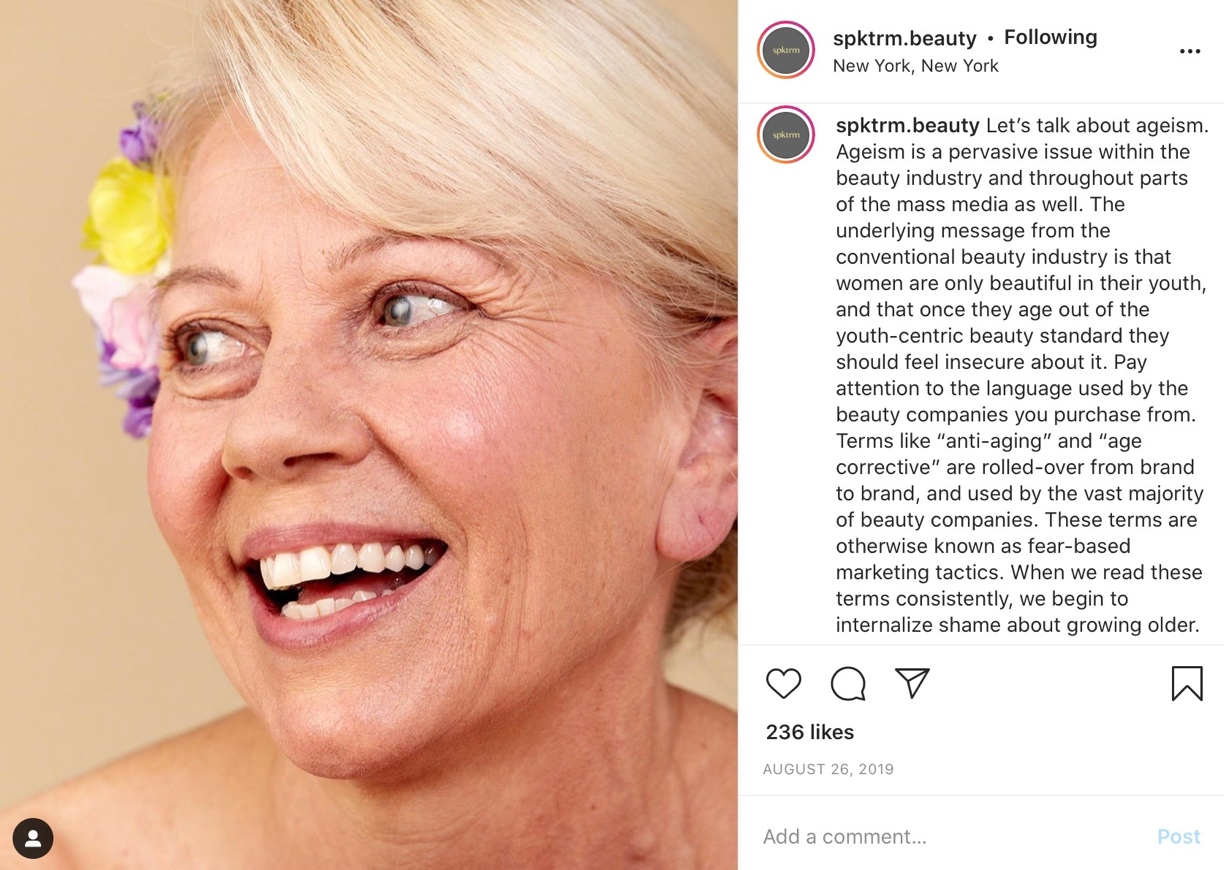 spktrm
spktrm.beauty • Following
New York, New York
spktrm
spktrm.beauty Let’s talk about ageism.
Ageism is a pervasive issue within the
beauty industry and throughout parts
of the mass media as well. The
underlying message from the
conventional beauty industry is that
women are only beautiful in their youth,
and that once they age out of the
youth-centric beauty standard they
should feel insecure about it. Pay
attention to the language used by the
beauty companies you purchase from.
Terms like “anti-aging” and “age
corrective” are rolled-over from brand
to brand, and used by the vast majority
of beauty companies. These terms are
otherwise known as fear-based
marketing tactics. When we read these
terms consistently, we begin to
internalize shame about growing older.
236 likes
AUGUST 26, 2019
Add a comment... Post